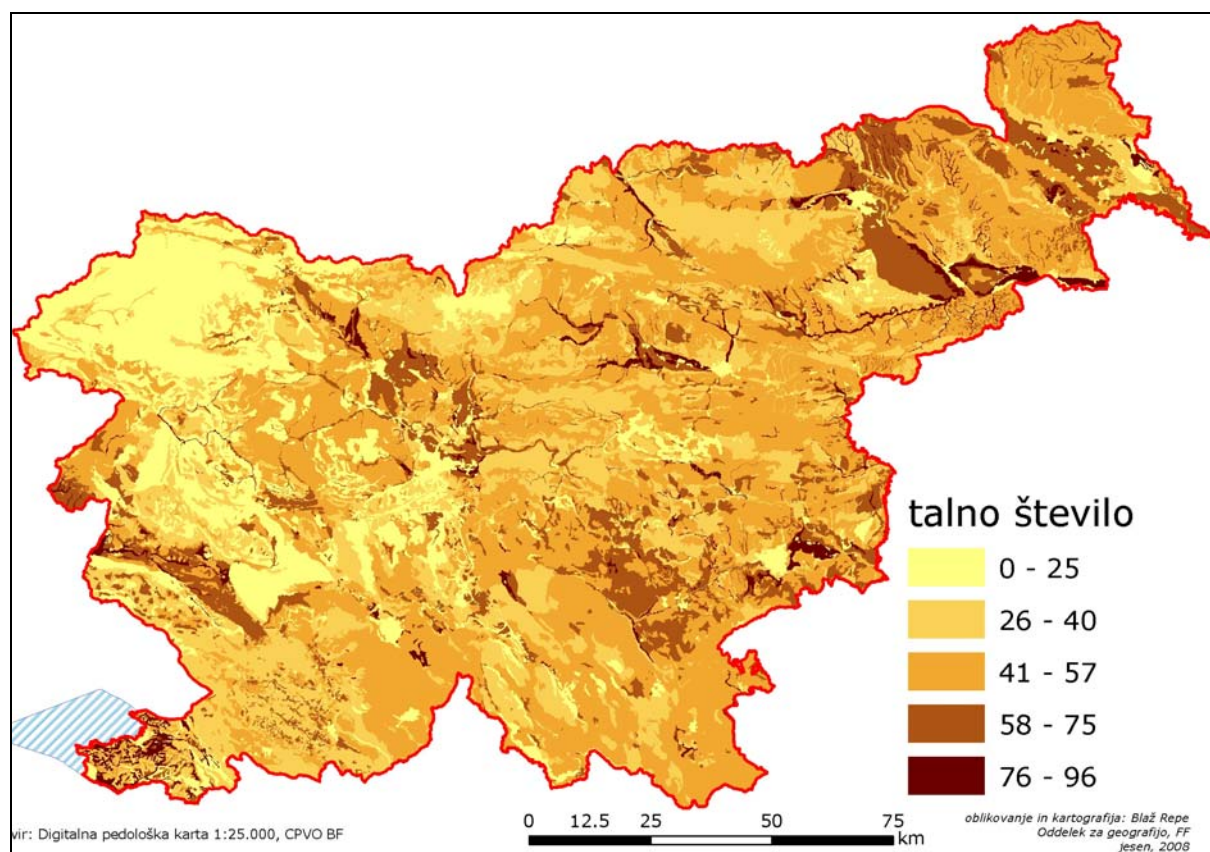 talno število
0 - 25
26 - 40
41 - 57
58 - 75
76 - 96
vir: Digitalna pedološka karta 1:25.000, CPVO BF
0 12.5 25 50 75
km
oblikovanje in kartografija: Blaž Repe
Oddelek za geografijo, FF
jesen, 2008